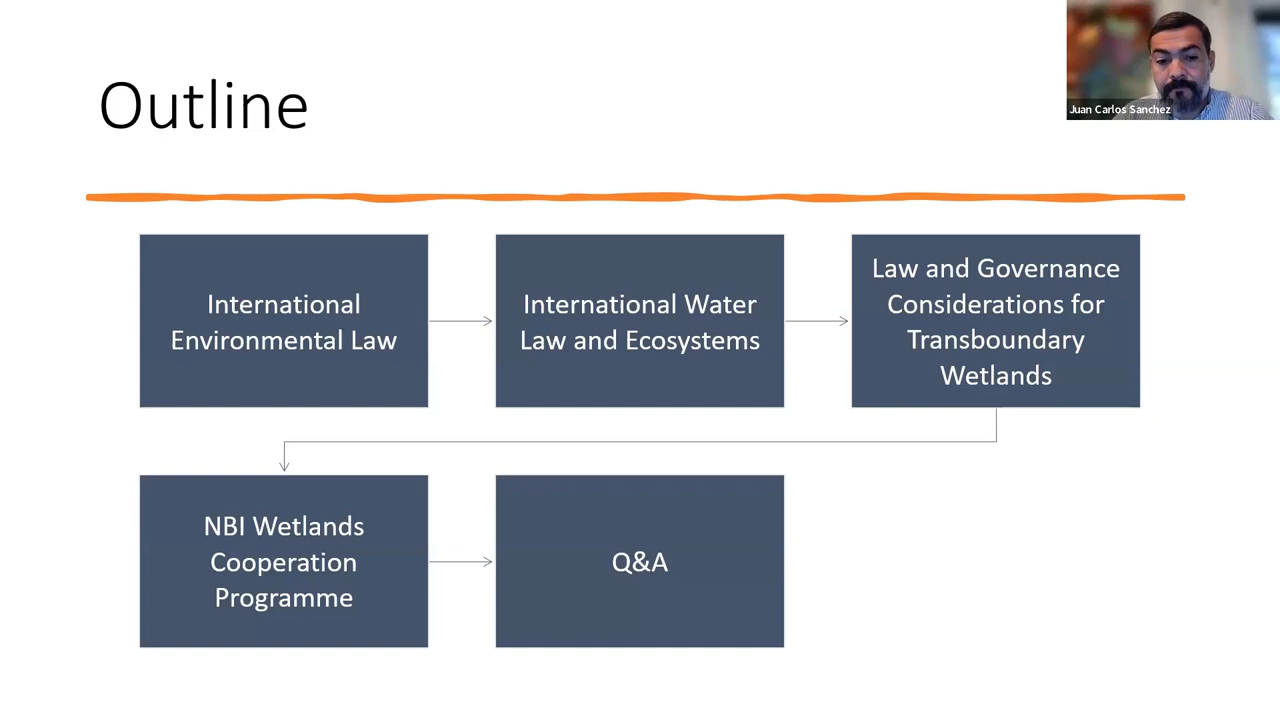 Outline
Juan Carlos Sanchez
International
Environmental Law
International Water
Law and Ecosystems
Law and Governance
Considerations for
Transboundary
Wetlands
NBI Wetlands
Cooperation
Programme
Q&A